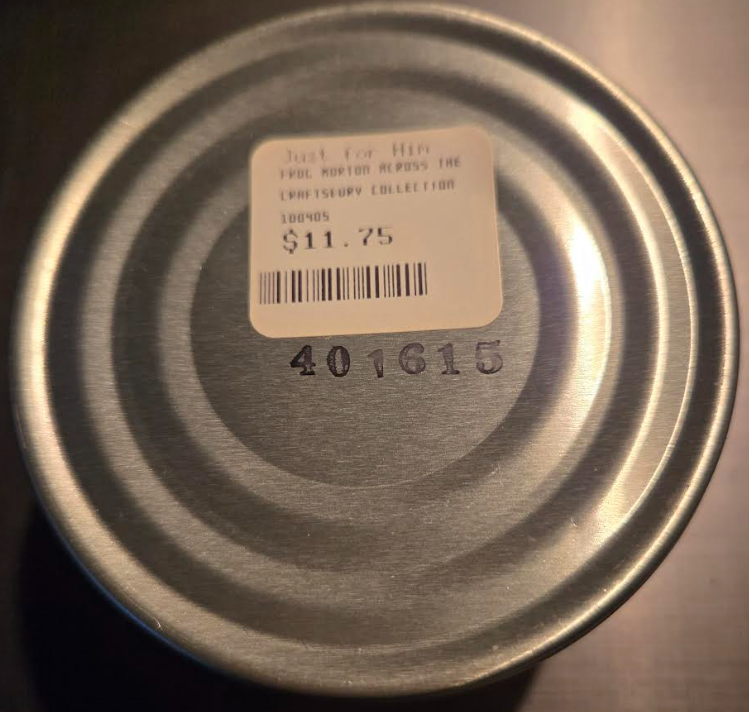 Just for Him
FROG MORTON ACROSS THE
CRAFTSBURY COLLECTION
100405
$11.75
401615